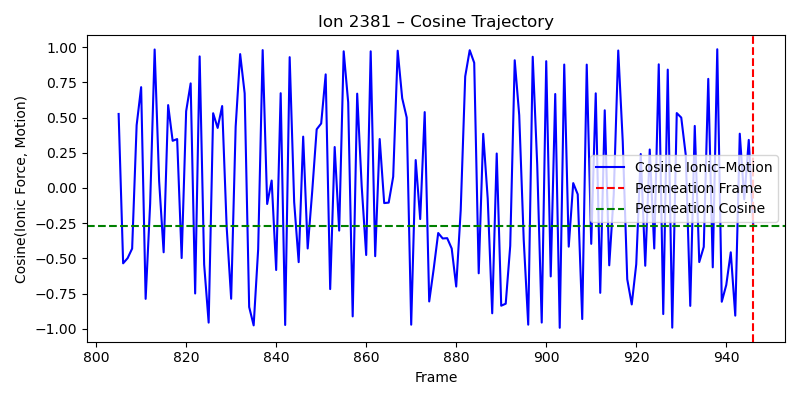 Ion 2381 – Cosine Trajectory
Cosine(Ionic Force, Motion)
1.00
0.75
0.50
0.25
0.00
−0.25
−0.50
−0.75
−1.00
Cosine Ionic–Motion
Permeation Frame
Permeation Cosine
800
820
840
860
880
900
920
940
Frame